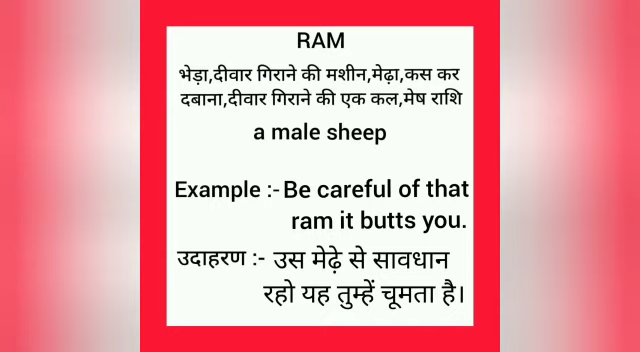 RAM
भेड़ा,दीवार गिराने की मशीन,मेढ़ा,कस कर
दबाना,दीवार गिराने की एक कल,मेष राशि
a male sheep
Example :- Be careful of that
ram it butts you.
उदाहरण :- उस मेढ़े से सावधान
रहो यह तुम्हें चूमता है।